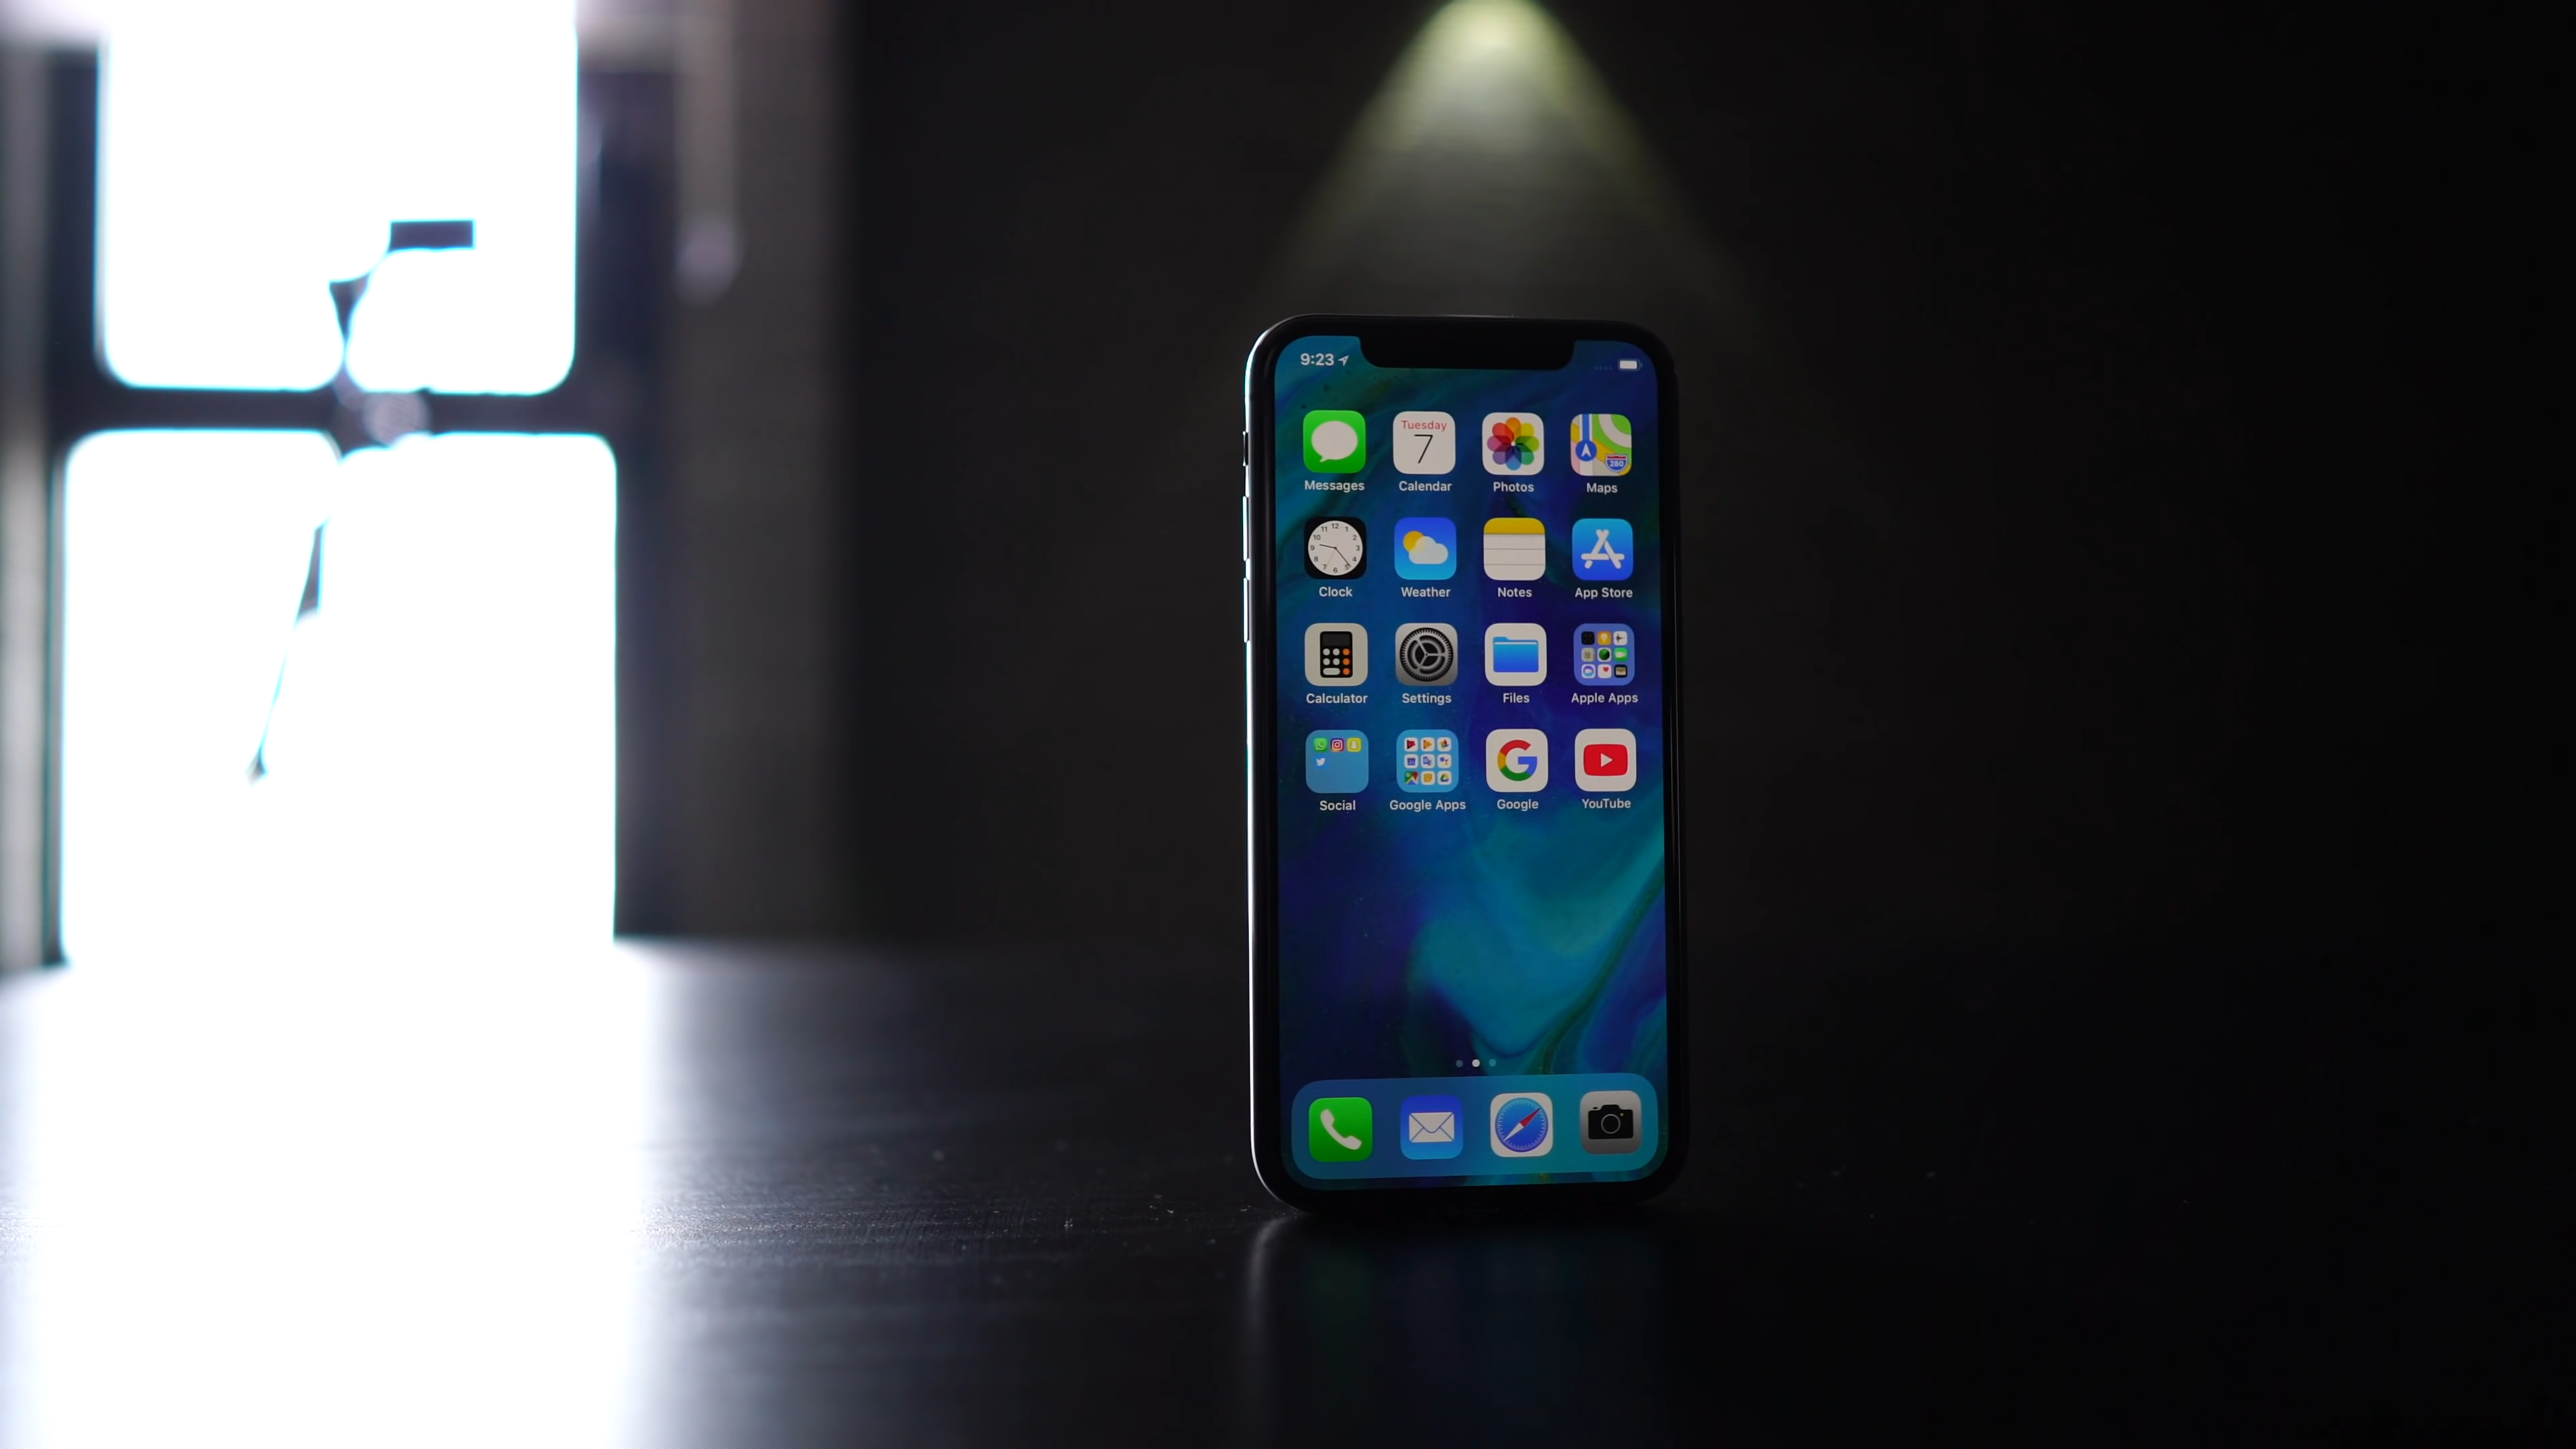 9:23
Tuesday
7
Messages Calendar Photos Maps
280
Clock Weather Notes App Store
Calculator Settings Files Apple Apps
Social Google Apps Google YouTube